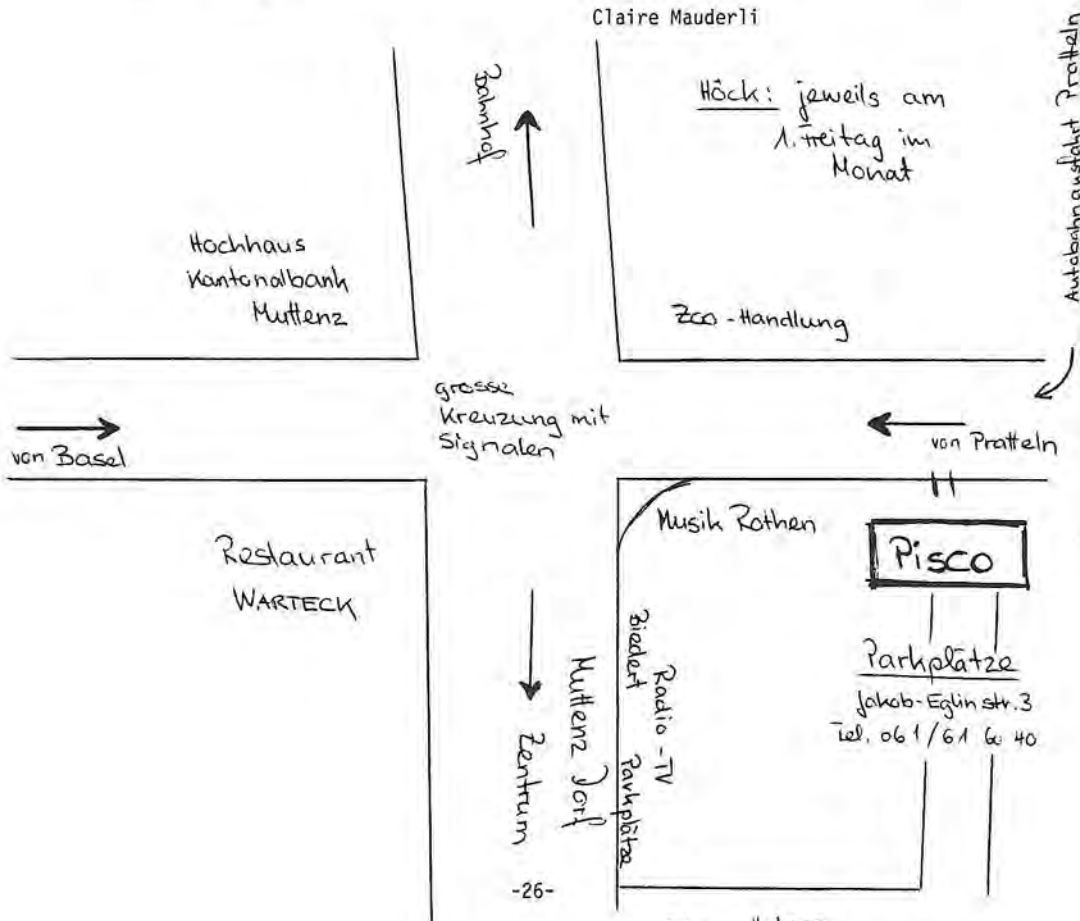 Claire Mauderli
Bahnhof
Höck: jeweils am
1. Freitag im
Monat
Autobahnausfahrt Pratteln
Hochhaus
Kantonalbank
Muttenz
Zoo-Handlung
grosse
Kreuzung mit
Signalen
von Basel
von Pratteln
Restaurant
WARTECK
Musik Rothen
Pisco
Parkplätze
Jakob-Eglin str. 3
Tel. 061/61 60 40
Radio-TV
Biedert
Parkplätze
Muttenz Dorf
Zentrum
-26-